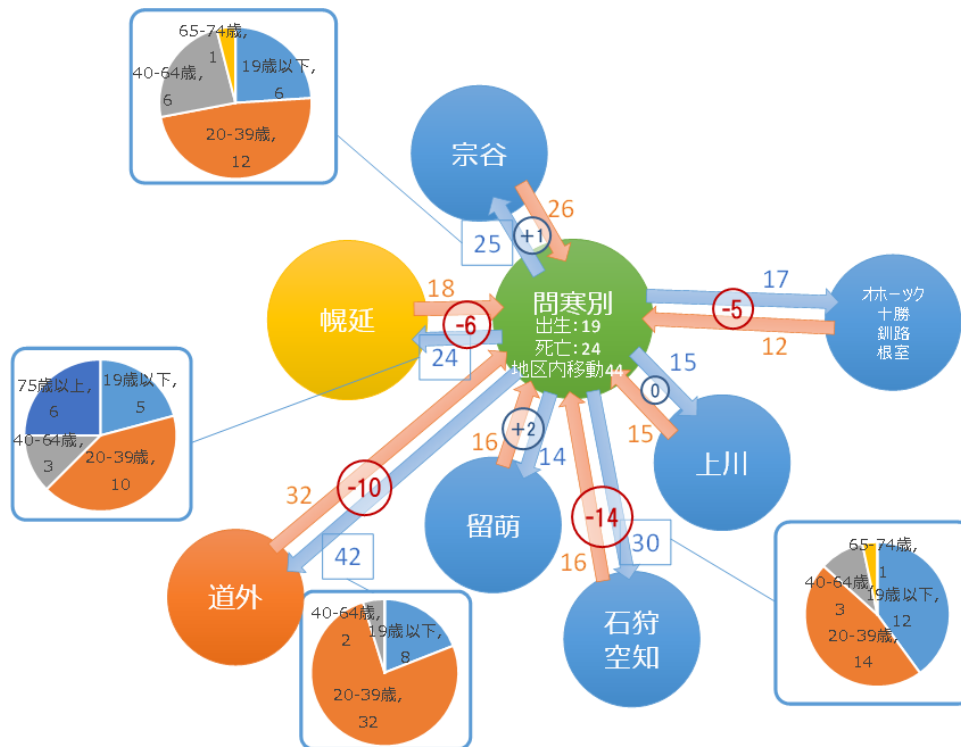 65-74歳,
1
40-64歳,
6
19歳以下,
6
20-39歳,
12
宗谷
26
25
+1
幌延
18
-6
24
問寒別
出生:19
死亡:24
地区内移動44
17
-5
12
オホーツク
十勝
釧路
根室
15
0
15
上川
75歳以上,
6
19歳以下,
5
40-64歳,
3
20-39歳,
10
32
-10
42
道外
+2
16
14
留萌
-14
16
30
石狩
空知
40-64歳,
2
19歳以下,
8
20-39歳,
32
65-74歳,
1
40-64歳,
3
19歳以下,
12
20-39歳,
14